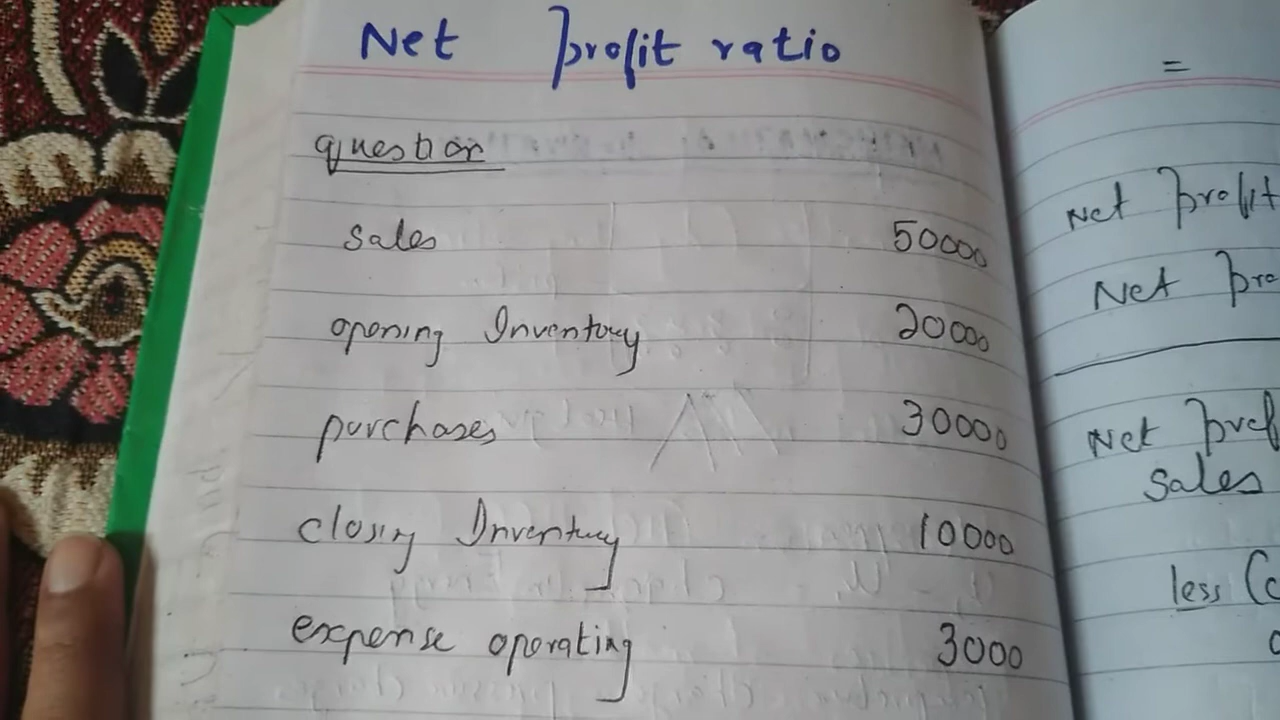 Net profit ratio
question
sales 50000
opening Inventory 20000
purchases 30000
closing Inventory 10000
expense operating 3000
=
Net profit
Net
Net
sales
less